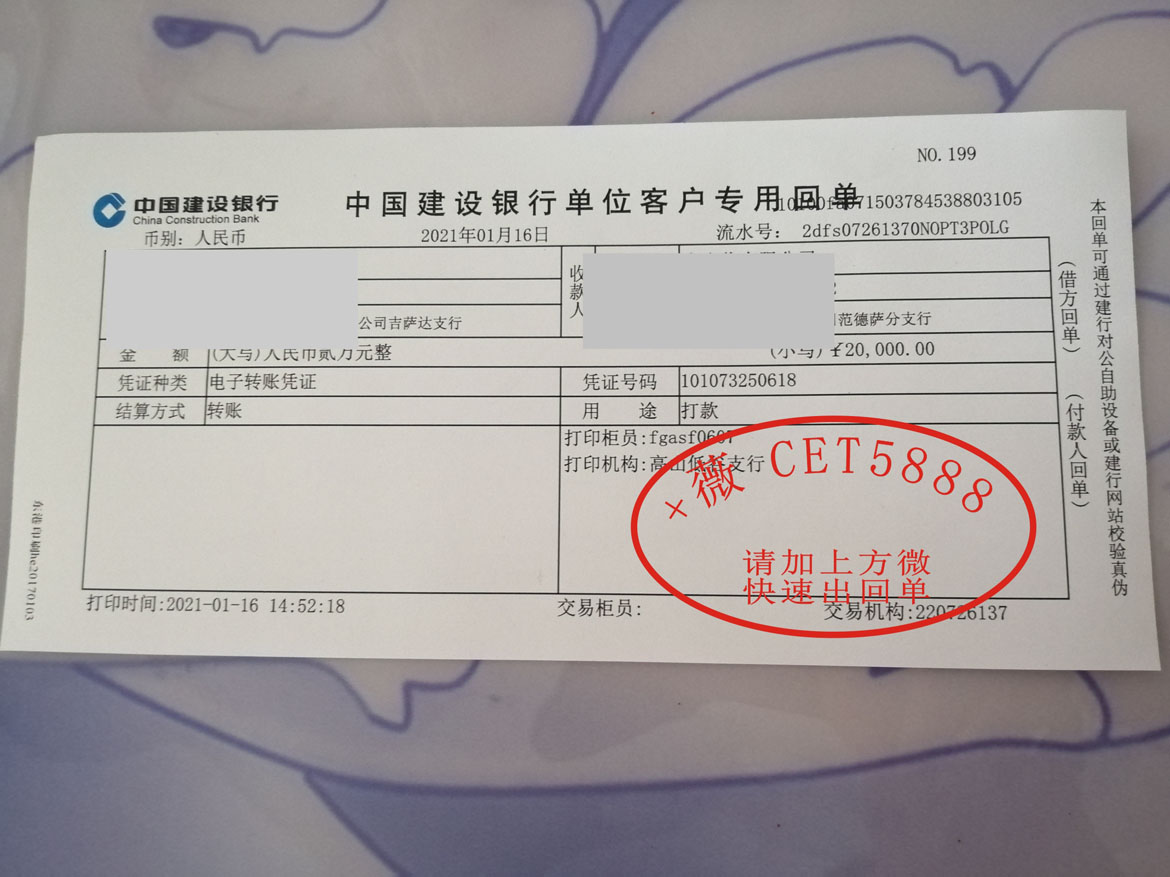 NO.199
中国建设银行
China Construction Bank
中国建设银行单位客户专用回单
币别：人民币
2021年01月16日
流水号： 2dfs07261370NOPT3POLG
收款人
公司吉萨达支行
范德萨分支行
金 额
(大写)人民币贰万元整
(小写)￥20,000.00
凭证种类
电子转账凭证
凭证号码
101073250618
结算方式
转账
用 途
打款
打印柜员:fgasf0607
打印机构:高山低谷支行
+薇 CET5888
请加上方微
快速出回单
打印时间:2021-01-16 14:52:18
交易柜员:
交易机构:220726137
本回单可通过建行对公自助设备或建行网站校验真伪
(借方回单)
(付款人回单)